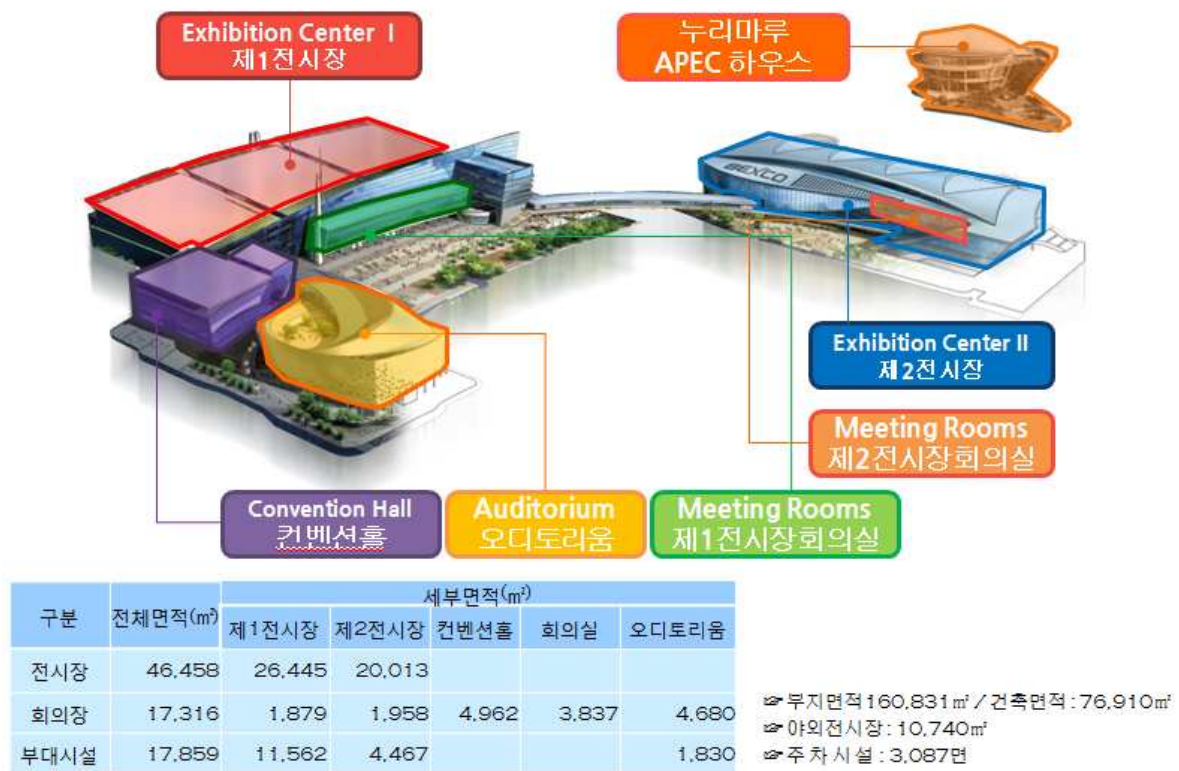 Exhibition Center Ⅰ
제1전시장
누리마루
APEC 하우스
BEXCO
Exhibition Center Ⅱ
제2전시장
Meeting Rooms
제2전시장회의실
Convention Hall
컨벤션홀
Auditorium
오디토리움
Meeting Rooms
제1전시장회의실
구분 전체면적(㎡) 세부면적(㎡)
제1전시장 제2전시장 컨벤션홀 회의실 오디토리움
전시장 46,458 26,445 20,013
회의장 17,316 1,879 1,958 4,962 3,837 4,680
부대시설 17,859 11,562 4,467 1,830
☞부지면적160,831㎡/건축면적:76,910㎡
☞야외전시장:10,740㎡
☞주차시설:3,087면